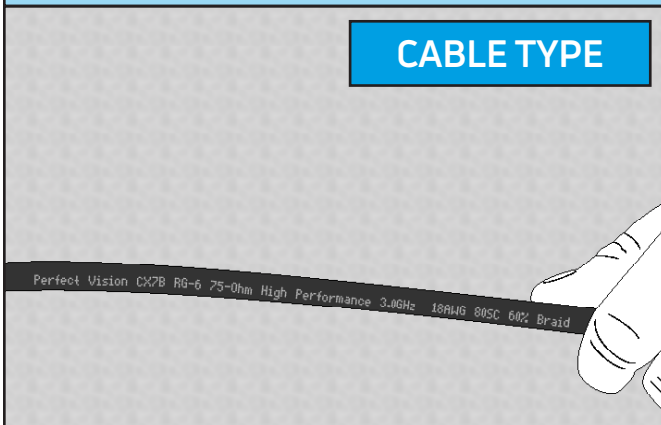 CABLE TYPE
Perfect Vision CX7B RG-6 75-Ohm High Performance 3.0GHz 18AWG 80SC 60% Braid